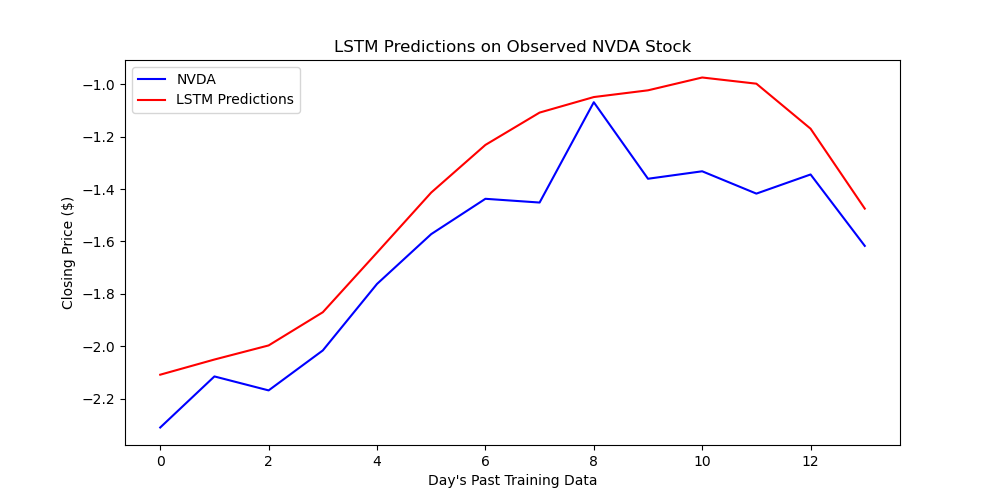 LSTM Predictions on Observed NVDA Stock
NVDA
LSTM Predictions
Closing Price ($)
−1.0
−1.2
−1.4
−1.6
−1.8
−2.0
−2.2
0 2 4 6 8 10 12
Day's Past Training Data